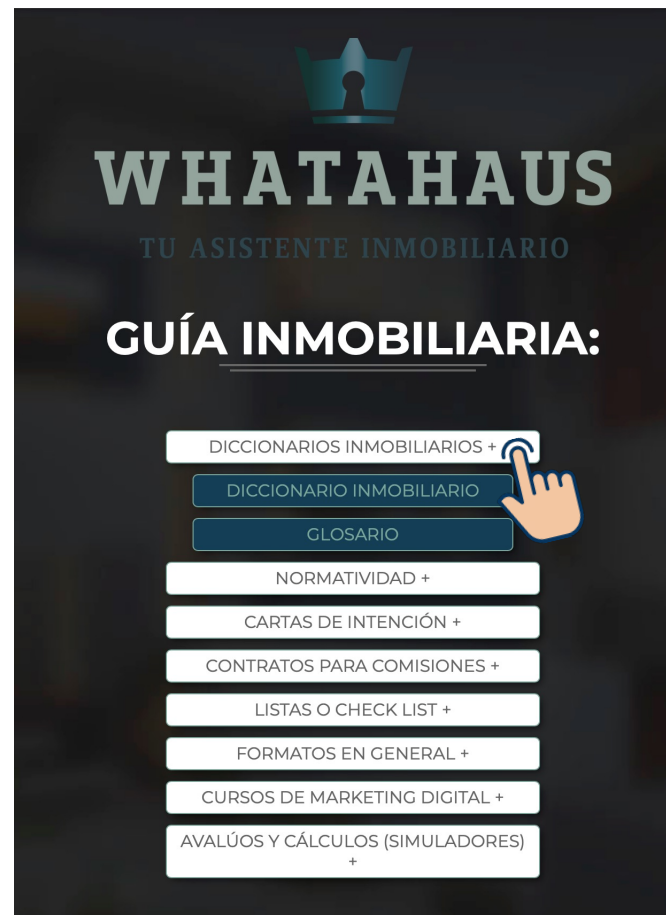 WHATAHAUS
TU ASISTENTE INMOBILIARIO
GUÍA INMOBILIARIA:
DICCIONARIOS INMOBILIARIOS +
DICCIONARIO INMOBILIARIO
GLOSARIO
NORMATIVIDAD +
CARTAS DE INTENCIÓN +
CONTRATOS PARA COMISIONES +
LISTAS O CHECK LIST +
FORMATOS EN GENERAL +
CURSOS DE MARKETING DIGITAL +
AVALÚOS Y CÁLCULOS (SIMULADORES)
+